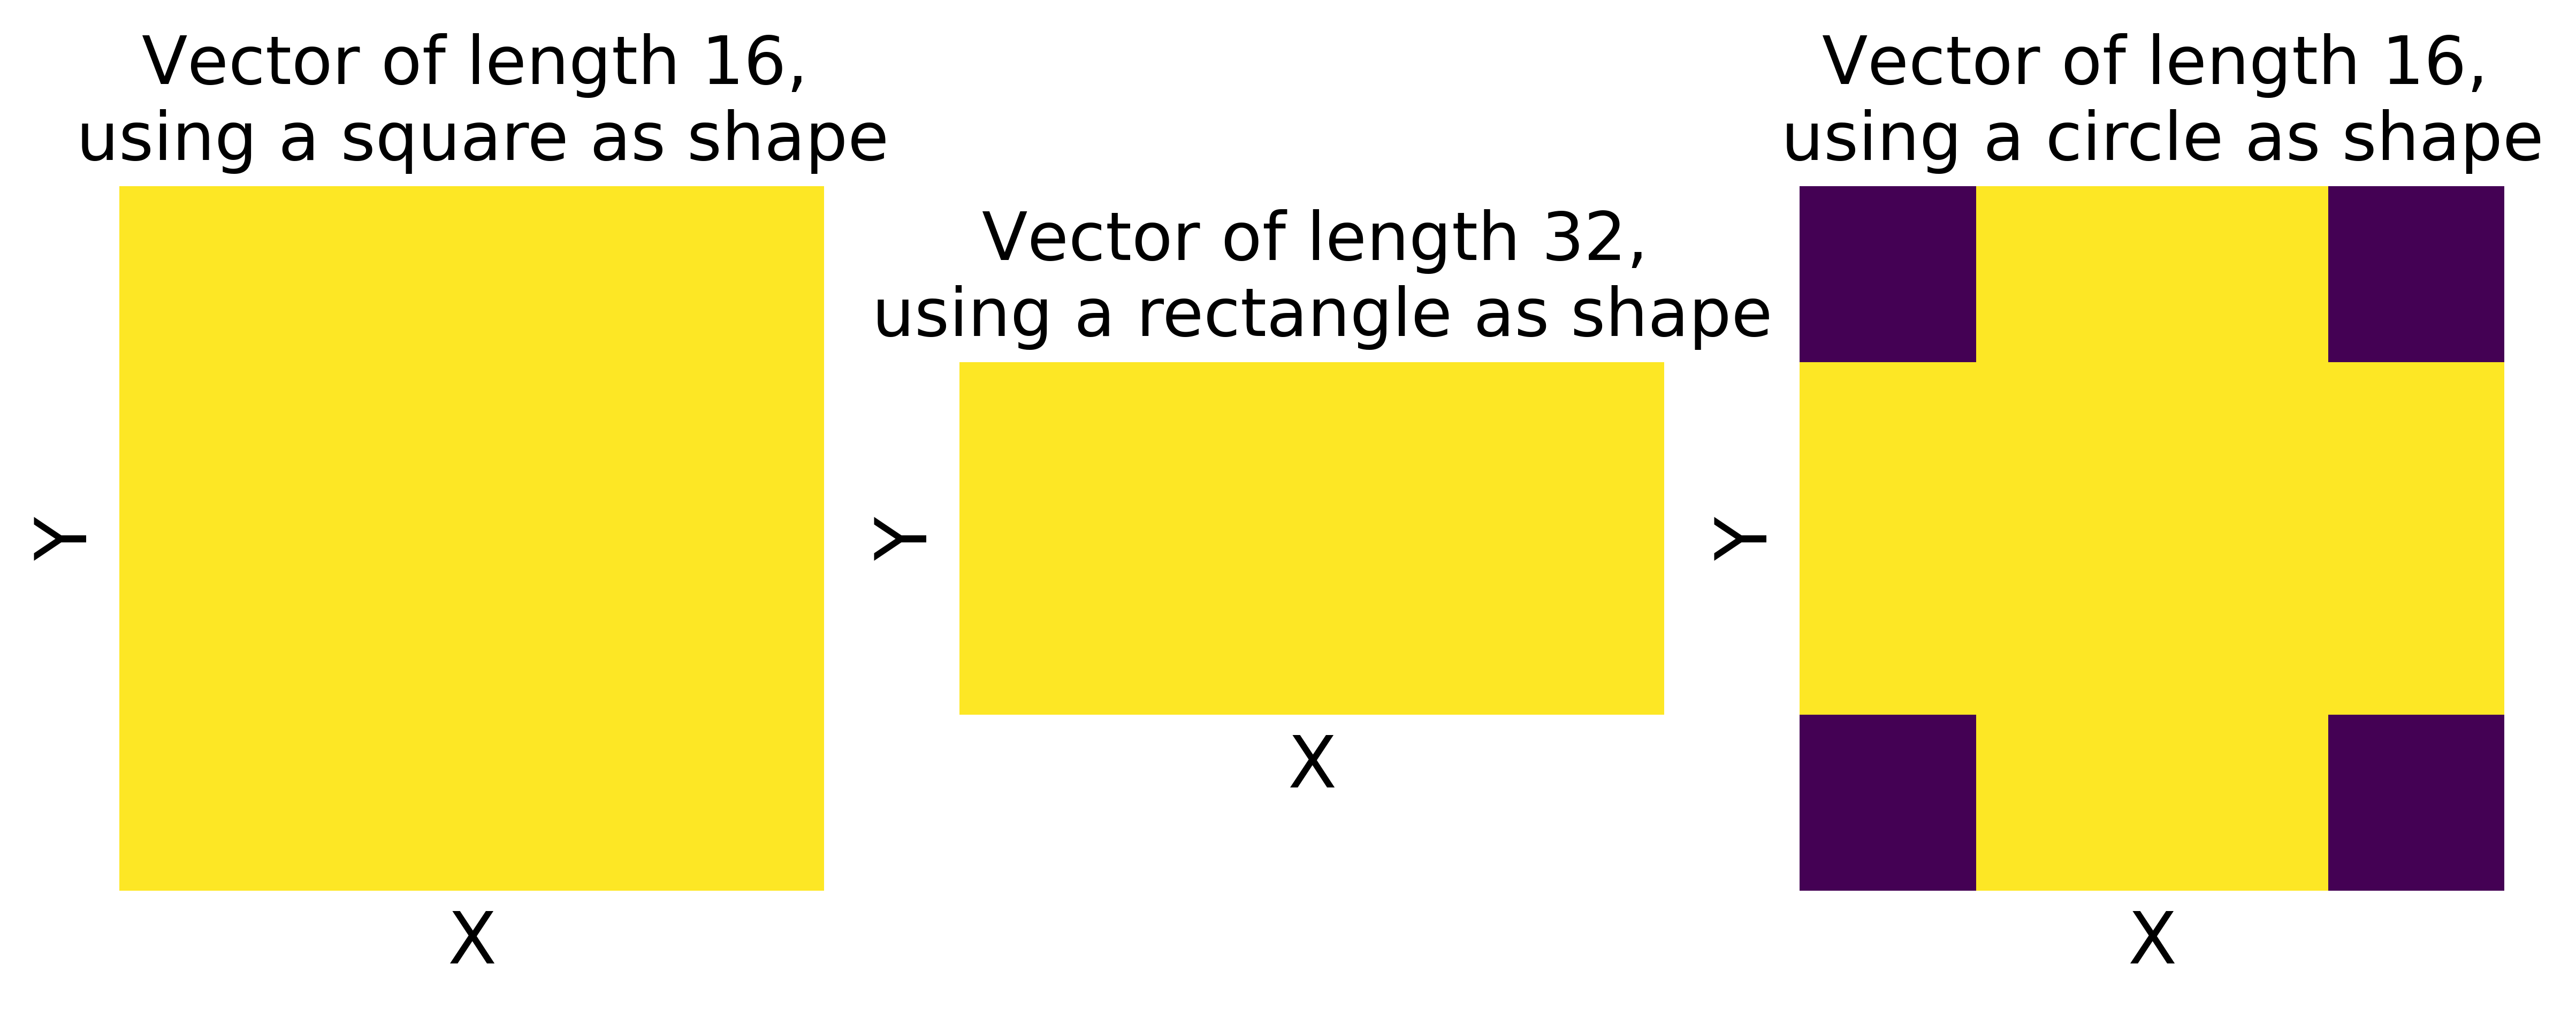 Vector of length 16,
using a square as shape
Y
X
Vector of length 32,
using a rectangle as shape
Y
X
Vector of length 16,
using a circle as shape
Y
X